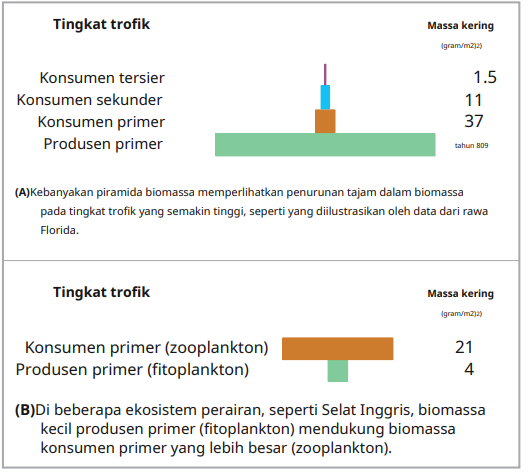 Tingkat trofik Massa kering
(gram/m2)2)
Konsumen tersier 1.5
Konsumen sekunder 11
Konsumen primer 37
Produsen primer tahun 809
(A)Kebanyakan piramida biomassa memperlihatkan penurunan tajam dalam biomassa
pada tingkat trofik yang semakin tinggi, seperti yang diilustrasikan oleh data dari rawa
Florida.
Tingkat trofik Massa kering
(gram/m2)2)
Konsumen primer (zooplankton) 21
Produsen primer (fitoplankton) 4
(B)Di beberapa ekosistem perairan, seperti Selat Inggris, biomassa
kecil produsen primer (fitoplankton) mendukung biomassa
konsumen primer yang lebih besar (zooplankton).